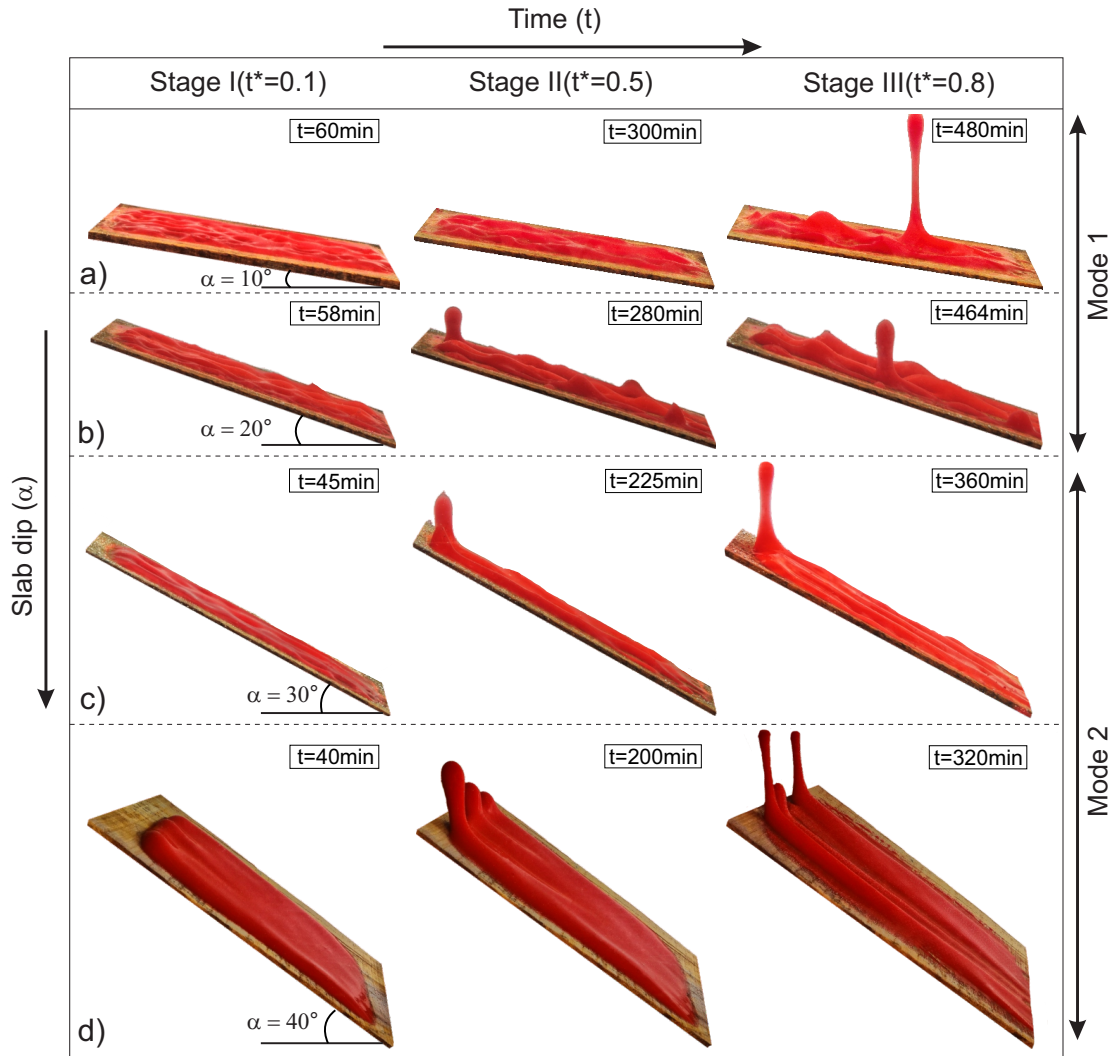 Time (t)
Stage I(t*=0.1)
Stage II(t*=0.5)
Stage III(t*=0.8)
t=60min
t=300min
t=480min
a)
α = 10°
t=58min
t=280min
t=464min
b)
α = 20°
Mode 1
Slab dip (α)
t=45min
t=225min
t=360min
c)
α = 30°
t=40min
t=200min
t=320min
d)
α = 40°
Mode 2